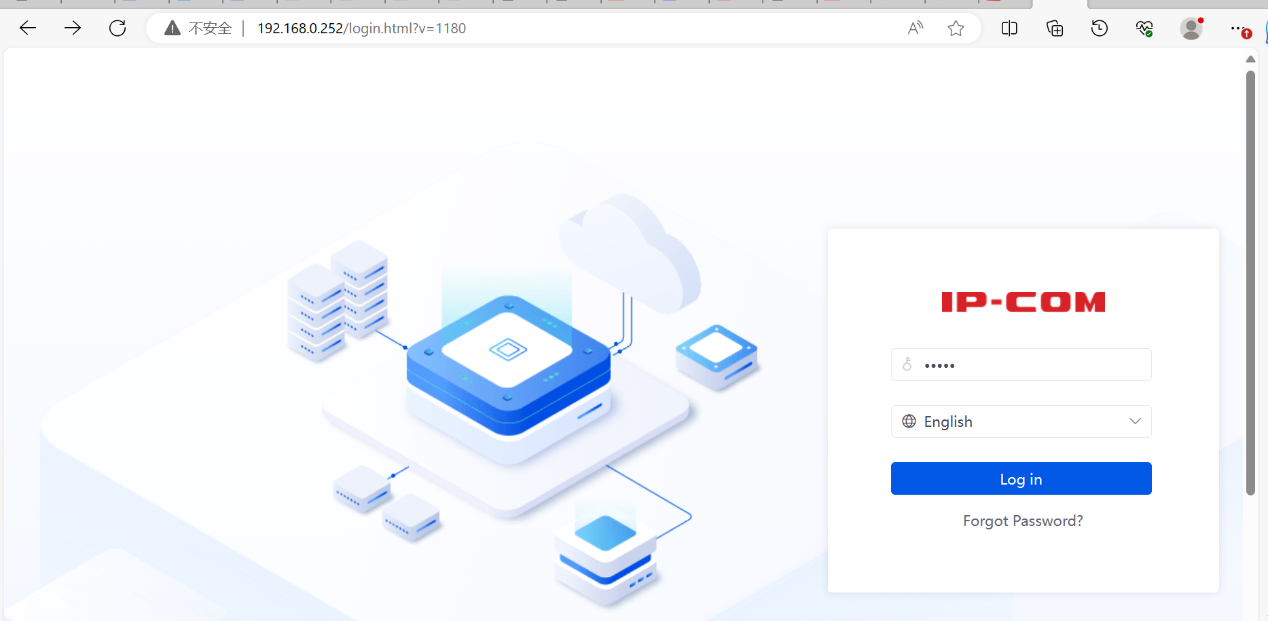 不安全 | 192.168.0.252/login.html?v=1180
IP-COM
•••••
English
Log in
Forgot Password?